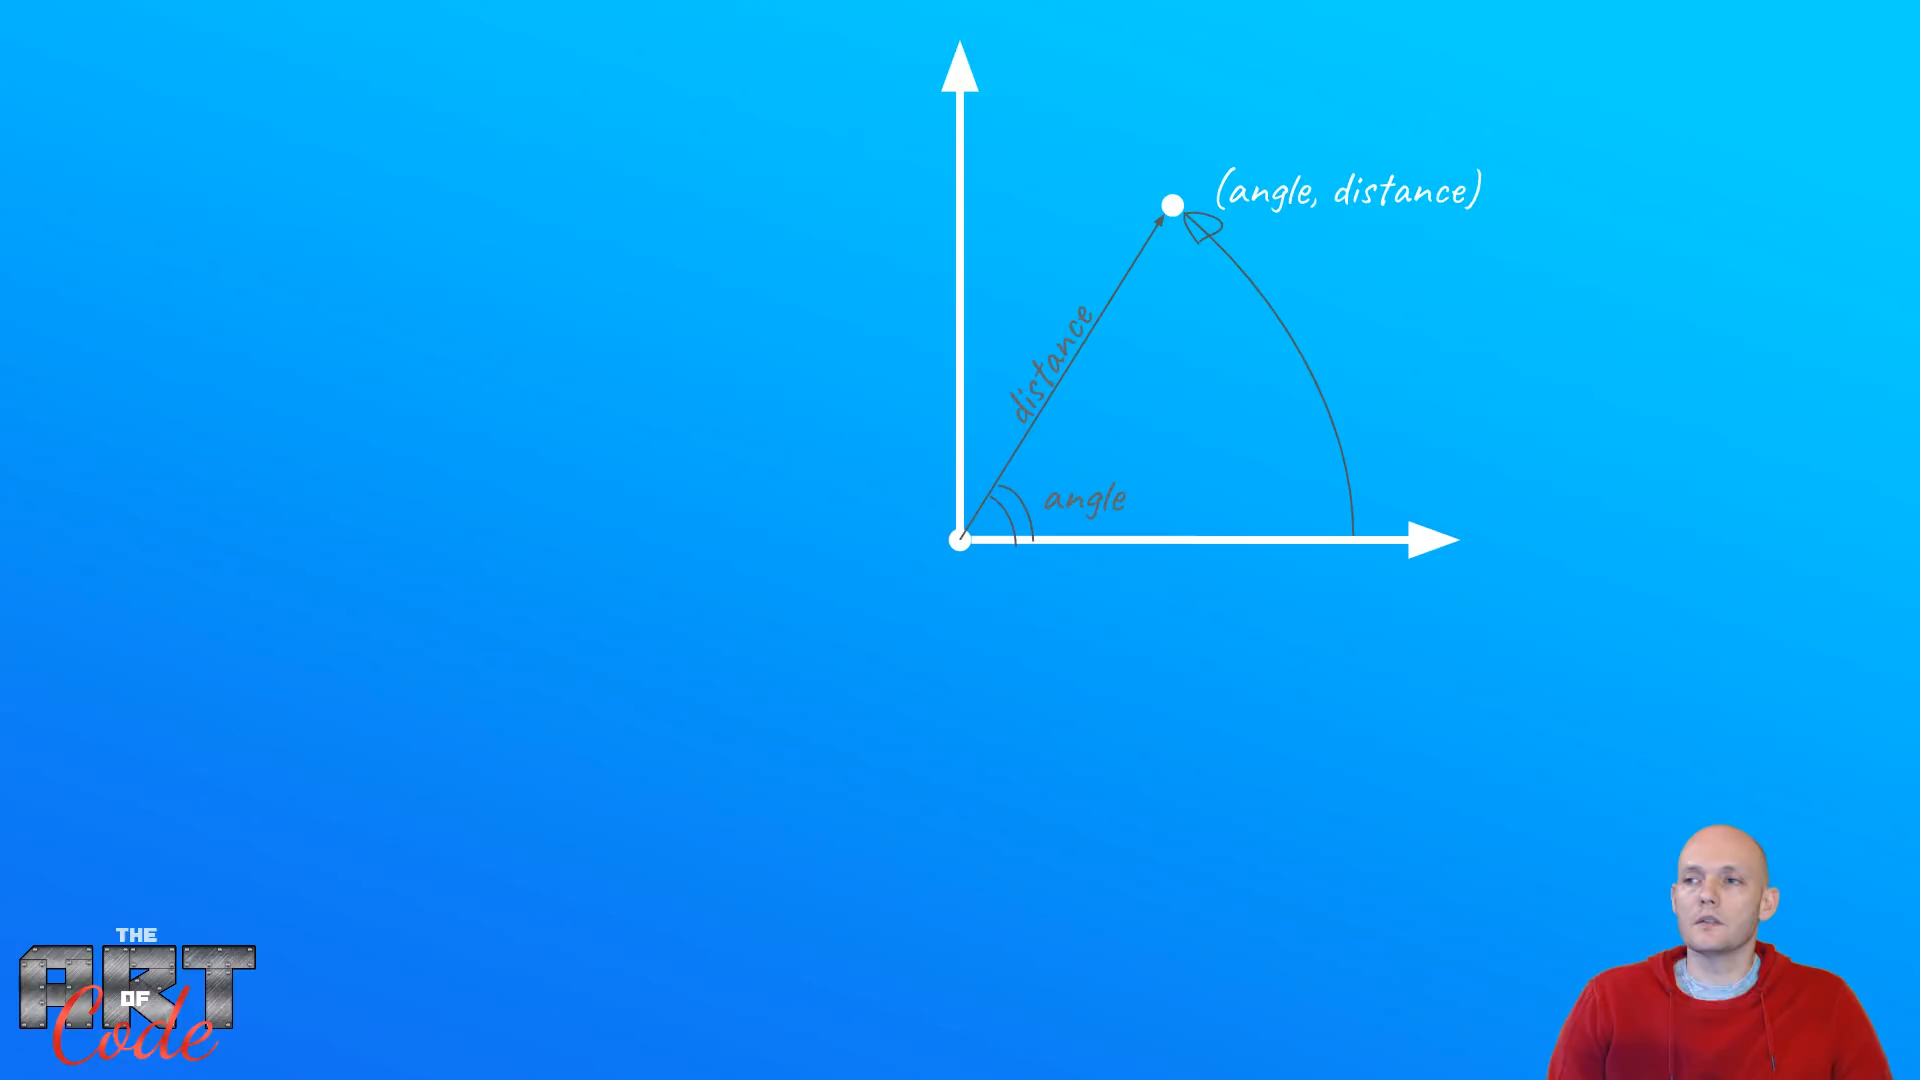 (angle, distance)
distance
angle
THE
ART
OF
Code